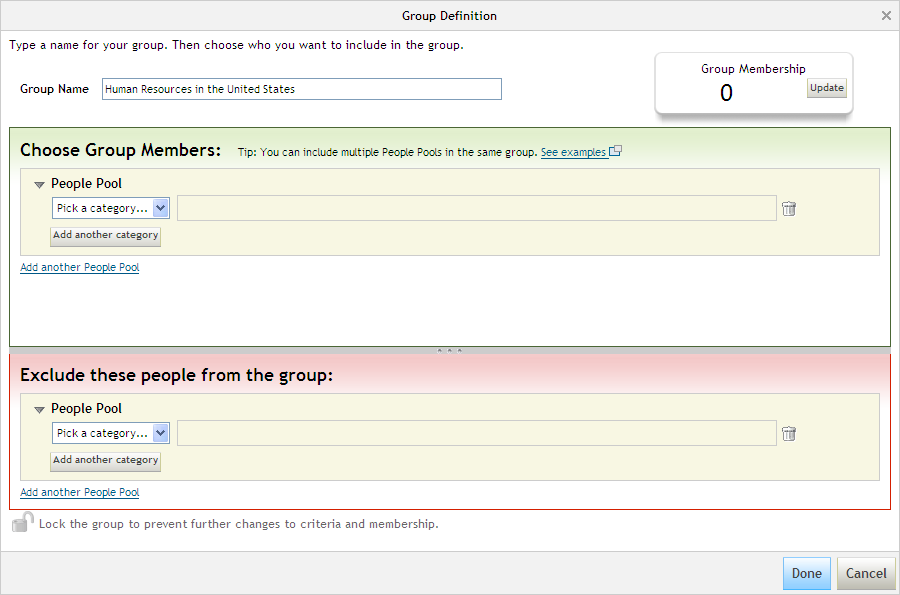 Group Definition
Type a name for your group. Then choose who you want to include in the group.
Group Membership
0
Update
Group Name
Human Resources in the United States
Choose Group Members:
Tip: You can include multiple People Pools in the same group. See examples
People Pool
Pick a category...
Add another category
Add another People Pool
Exclude these people from the group:
People Pool
Pick a category...
Add another category
Add another People Pool
Lock the group to prevent further changes to criteria and membership.
Done
Cancel